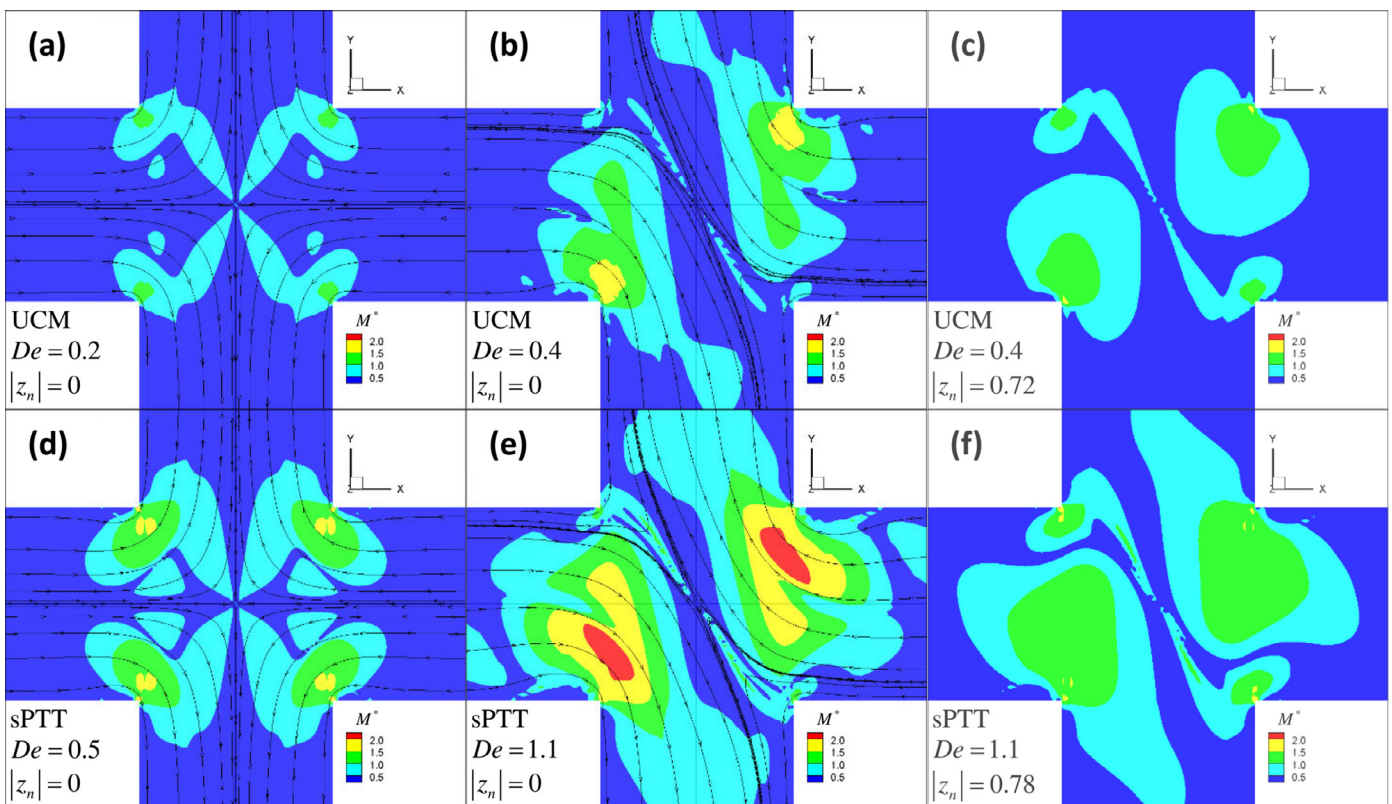 (a)
Y
Z X
UCM
De = 0.2
|z_n| = 0
M*
2.0
1.5
1.0
0.5
(b)
Y
Z X
UCM
De = 0.4
|z_n| = 0
M*
2.0
1.5
1.0
0.5
(c)
Y
Z X
UCM
De = 0.4
|z_n| = 0.72
M*
2.0
1.5
1.0
0.5
(d)
Y
Z X
sPTT
De = 0.5
|z_n| = 0
M*
2.0
1.5
1.0
0.5
(e)
Y
Z X
sPTT
De = 1.1
|z_n| = 0
M*
2.0
1.5
1.0
0.5
(f)
Y
Z X
sPTT
De = 1.1
|z_n| = 0.78
M*
2.0
1.5
1.0
0.5